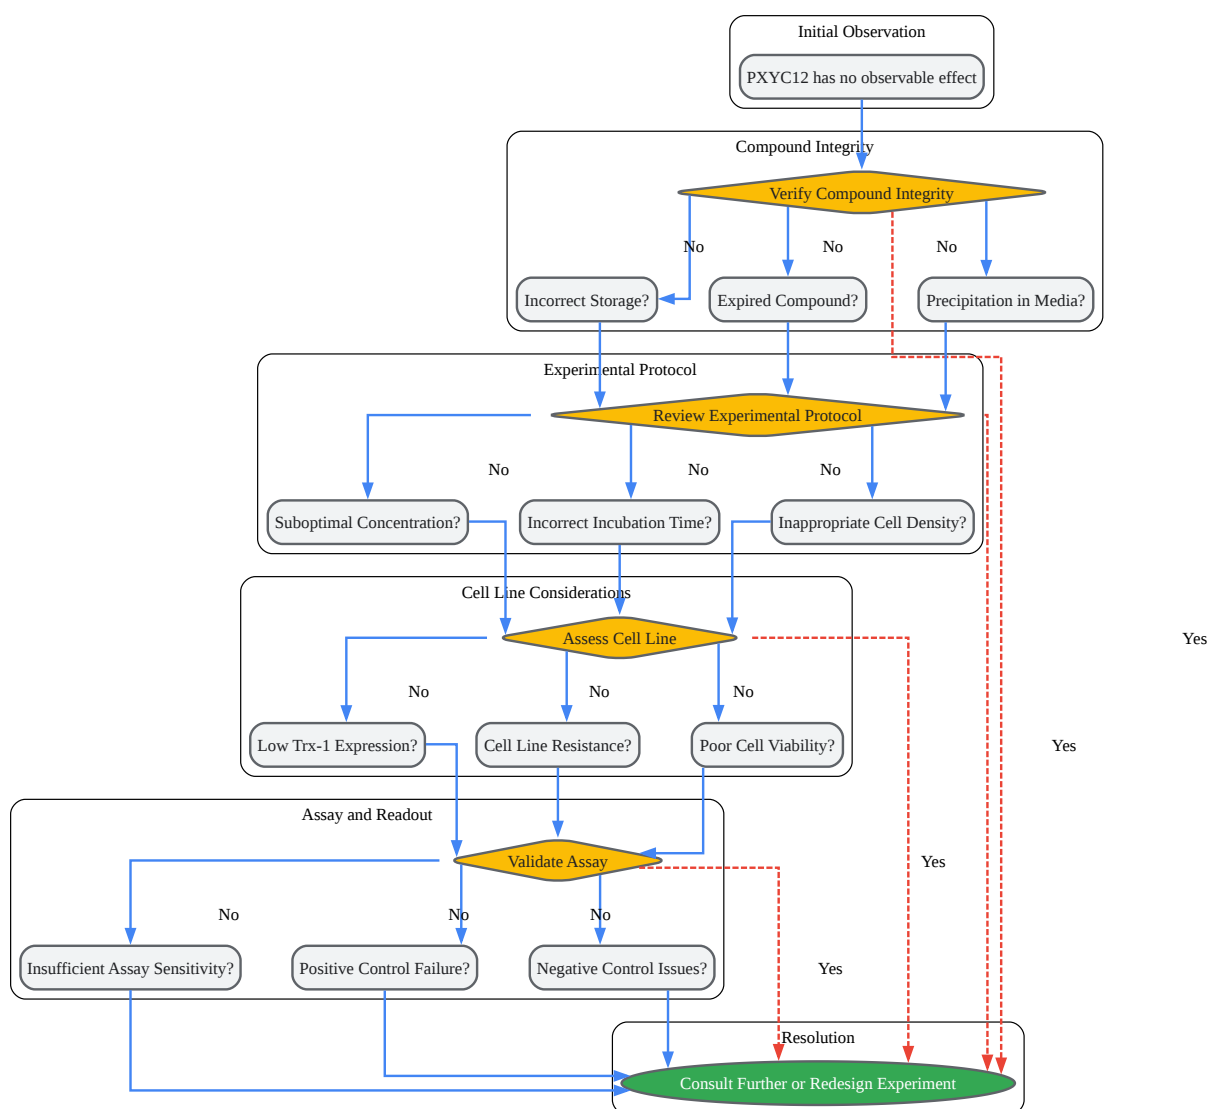 Initial Observation
PXYC12 has no observable effect
Compound Integrity
Verify Compound Integrity
No
No
No
Incorrect Storage?
Expired Compound?
Precipitation in Media?
Experimental Protocol
Review Experimental Protocol
No
No
No
Suboptimal Concentration?
Incorrect Incubation Time?
Inappropriate Cell Density?
Cell Line Considerations
Assess Cell Line
Yes
No
No
No
Low Trx-1 Expression?
Cell Line Resistance?
Poor Cell Viability?
Yes
Assay and Readout
Validate Assay
Yes
No
No
No
Insufficient Assay Sensitivity?
Positive Control Failure?
Negative Control Issues?
Yes
Resolution
Consult Further or Redesign Experiment